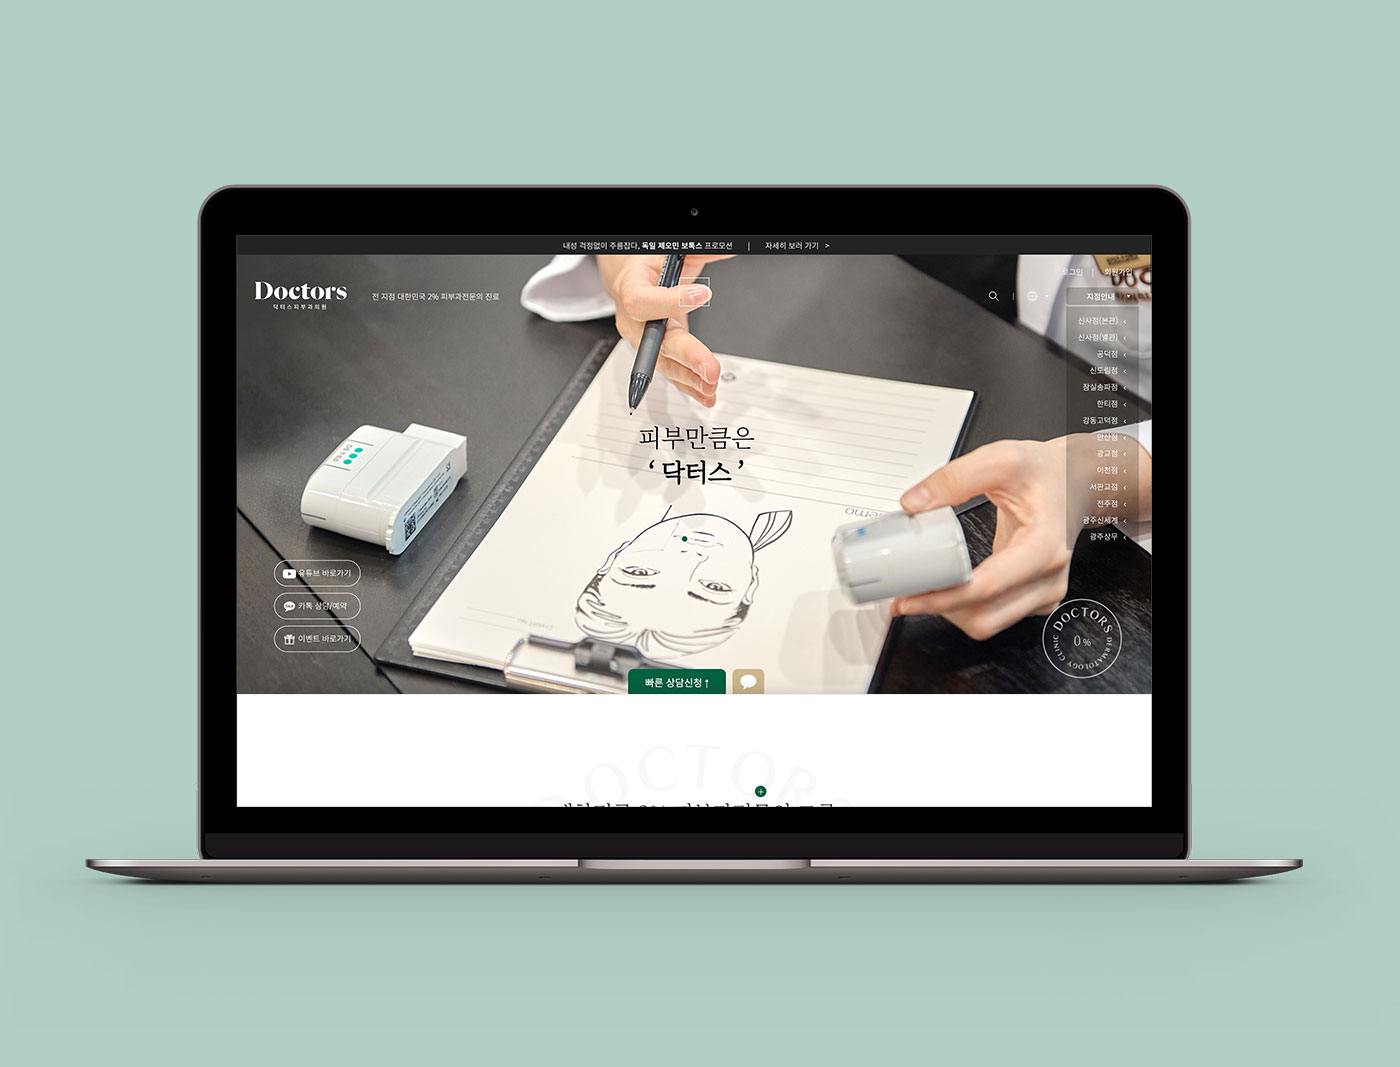 내성 걱정없이 주름잡다, 독일 제오민 보톡스 프로모션 | 자세히 보러 가기 >
로그인 | 회원가입
Doctors
닥터스피부과의원
전 지점 대한민국 2% 피부과전문의 진료
지점안내
신사점(본관)
신사점(별관)
공덕점
신도림점
잠실송파점
한티점
강동고덕점
안산점
광교점
이천점
서판교점
전주점
광주신세계
광주상무
피부만큼은
‘ 닥터스 ’
memo
CHART No.
유튜브 바로가기
카톡 상담/예약
이벤트 바로가기
DOCTORS DERMATOLOGY CLINIC
0 %
빠른 상담신청 ↑
DOCTORS